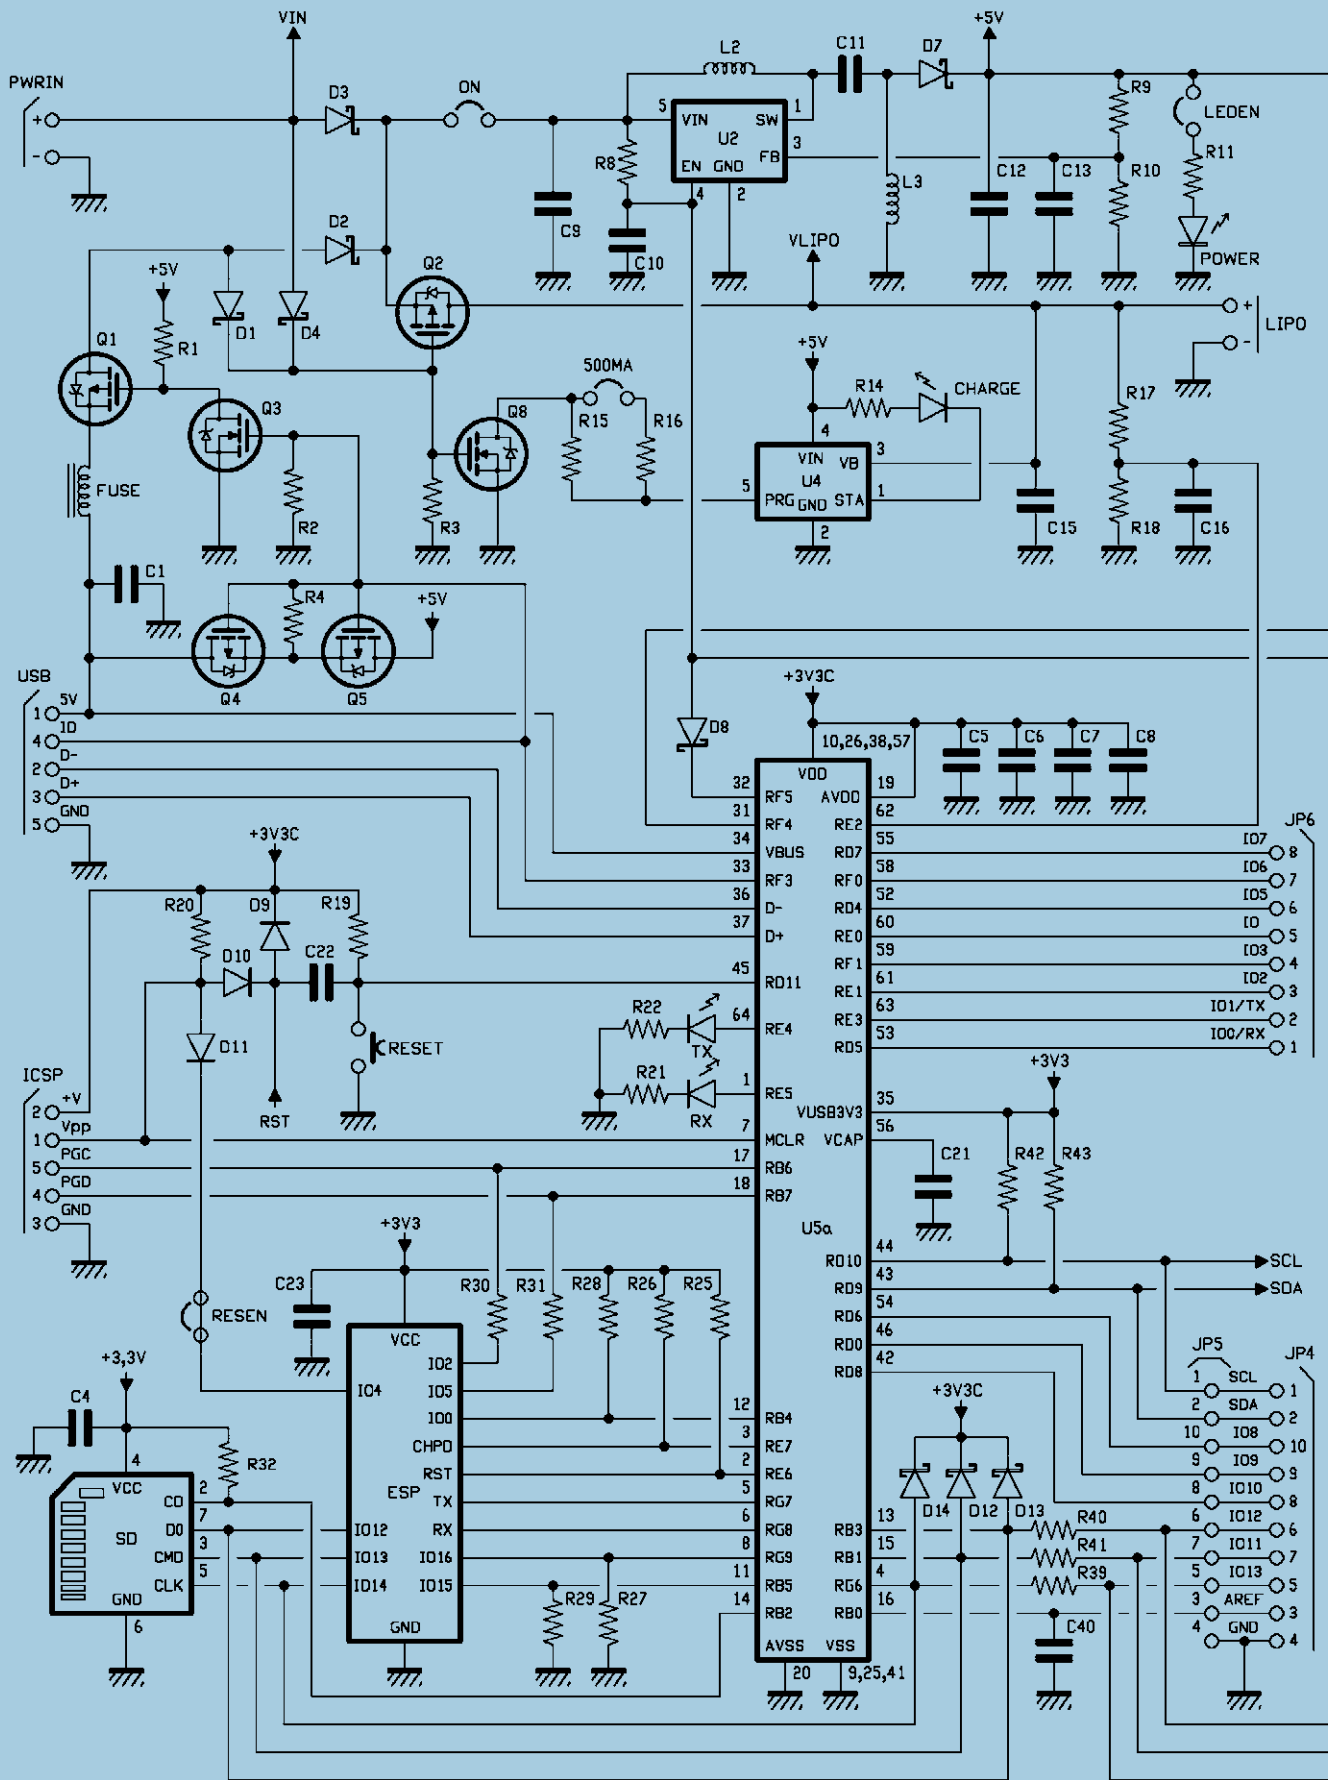 VIN
+5V
PWRIN
+
-
D3
ON
L2
C11
D7
R9
LEDEN
5
VIN
SW
1
U2
3
FB
R8
EN
GND
4
2
C9
C10
L3
C12
C13
R10
R11
POWER
D2
+5V
Q2
VLIPO
+
LIPO
-
Q1
R1
D1
D4
Q3
+5V
500MA
Q8
R15
R16
R14
CHARGE
R17
4
VIN
VB
3
U4
5
PRG
GND
STA
1
2
FUSE
R2
R3
C15
R18
C16
C1
R4
+5V
Q4
Q5
USB
5V
1
ID
4
D-
2
D+
3
GND
5
+3V3C
D8
10,26,38,57
C5
C6
C7
C8
VDD
32
RF5
AVDD
19
31
RF4
RE2
62
34
VBUS
RD7
55
IO7
8
JP6
33
RF3
RF0
58
IO6
7
36
D-
RD4
52
IO5
6
37
D+
RE0
60
IO
5
RF1
59
IO3
4
45
RD11
RE1
61
IO2
3
64
RE4
RE3
63
IO1/TX
2
RD5
53
IO0/RX
1
+3V3C
R20
D9
R19
D10
C22
D11
RESET
RST
R22
TX
R21
RX
1
RE5
ICSP
+V
2
Vpp
1
PGC
5
PGD
4
GND
3
+3V3
VUSB3V3
35
7
MCLR
VCAP
56
17
RB6
18
RB7
C21
R42
R43
U5a
RD10
44
SCL
RD9
43
SDA
RD6
54
RD0
46
RD8
42
+3V3
C23
R30
R31
R28
R26
R25
RESEN
VCC
IO2
IO4
IO5
IO0
CHPD
RST
ESP
TX
RX
IO12
IO13
IO16
IO14
IO15
GND
12
RB4
3
RE7
2
RE6
5
RG7
6
RG8
8
RG9
11
RB5
14
RB2
+3V3C
D14
D12
D13
RB3
13
RB1
15
RG6
4
RB0
16
R40
R41
R39
C40
AVSS
VSS
20
9,25,41
R29
R27
JP5
JP4
1
SCL
1
2
SDA
2
10
IO8
10
9
IO9
9
8
IO10
8
6
IO12
6
7
IO11
7
5
IO13
5
3
AREF
3
4
GND
4
+3,3V
C4
R32
4
VCC
2
CD
7
D0
SD
3
CMD
5
CLK
GND
6